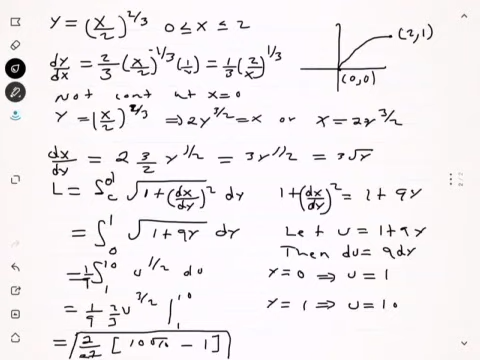 Y = (x/2)^{2/3} 0 ≤ x ≤ 2
dy/dx = 2/3 (x/2)^{-1/3} (1/2) = 1/3 (2/x)^{1/3}
(2,1)
(0,0)
Not cont at x=0
Y = (x/2)^{2/3} ⇒ 2y^{3/2} = x or x = 2y^{3/2}
dx/dy = 2 3/2 y^{1/2} = 3y^{1/2} = 3√y
L = ∫_c^d √(1+(dx/dy)^2) dy
1+(dx/dy)^2 = 1+9y
= ∫_0^1 √(1+9y) dy
Let u = 1+9y
Then du = 9dy
= 1/9 ∫_1^{10} u^{1/2} du
y=0 ⇒ u=1
= 1/9 2/3 u^{3/2} |_1^{10}
y=1 ⇒ u=10
= 2/27 [10√10 - 1]